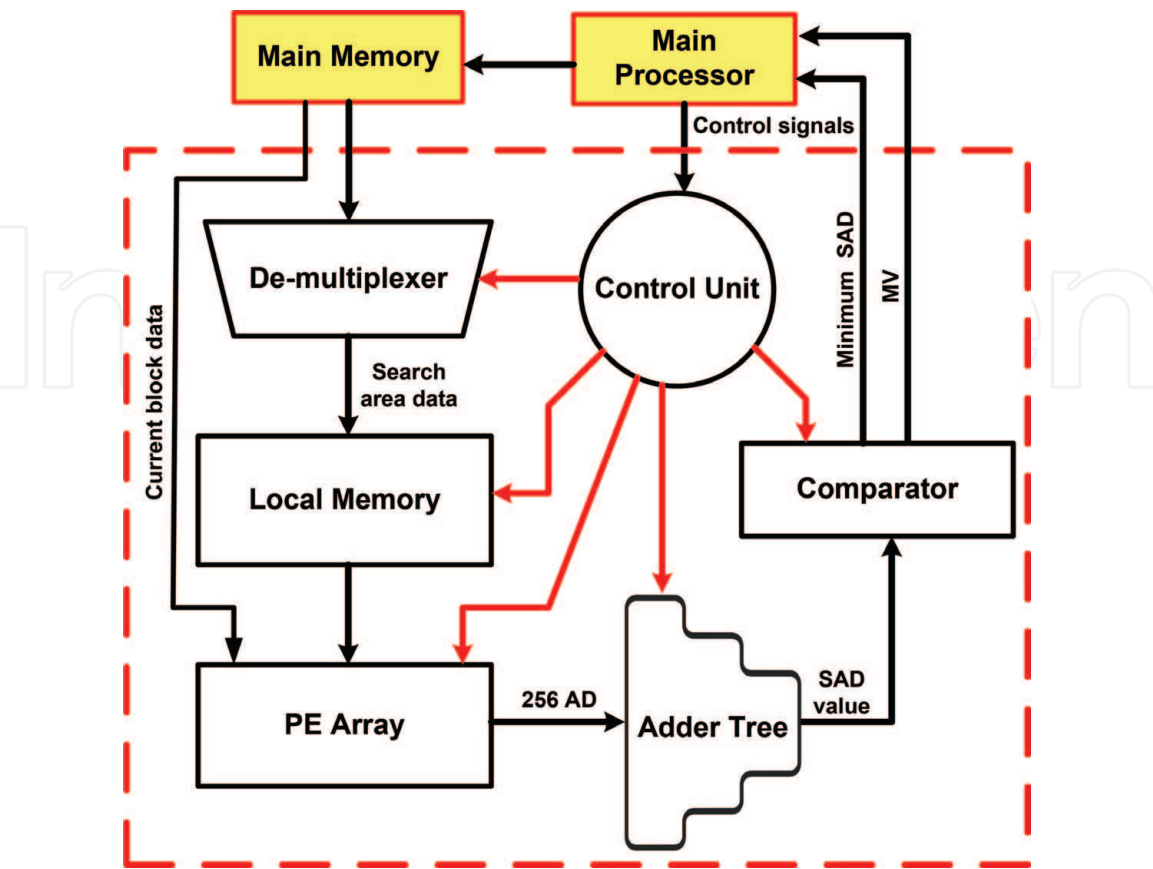 Main Memory
Main
Processor
Control signals
De-multiplexer
Control Unit
Minimum SAD
MV
Current block data
Search
area data
Local Memory
Comparator
PE Array
256 AD
Adder Tree
SAD
value